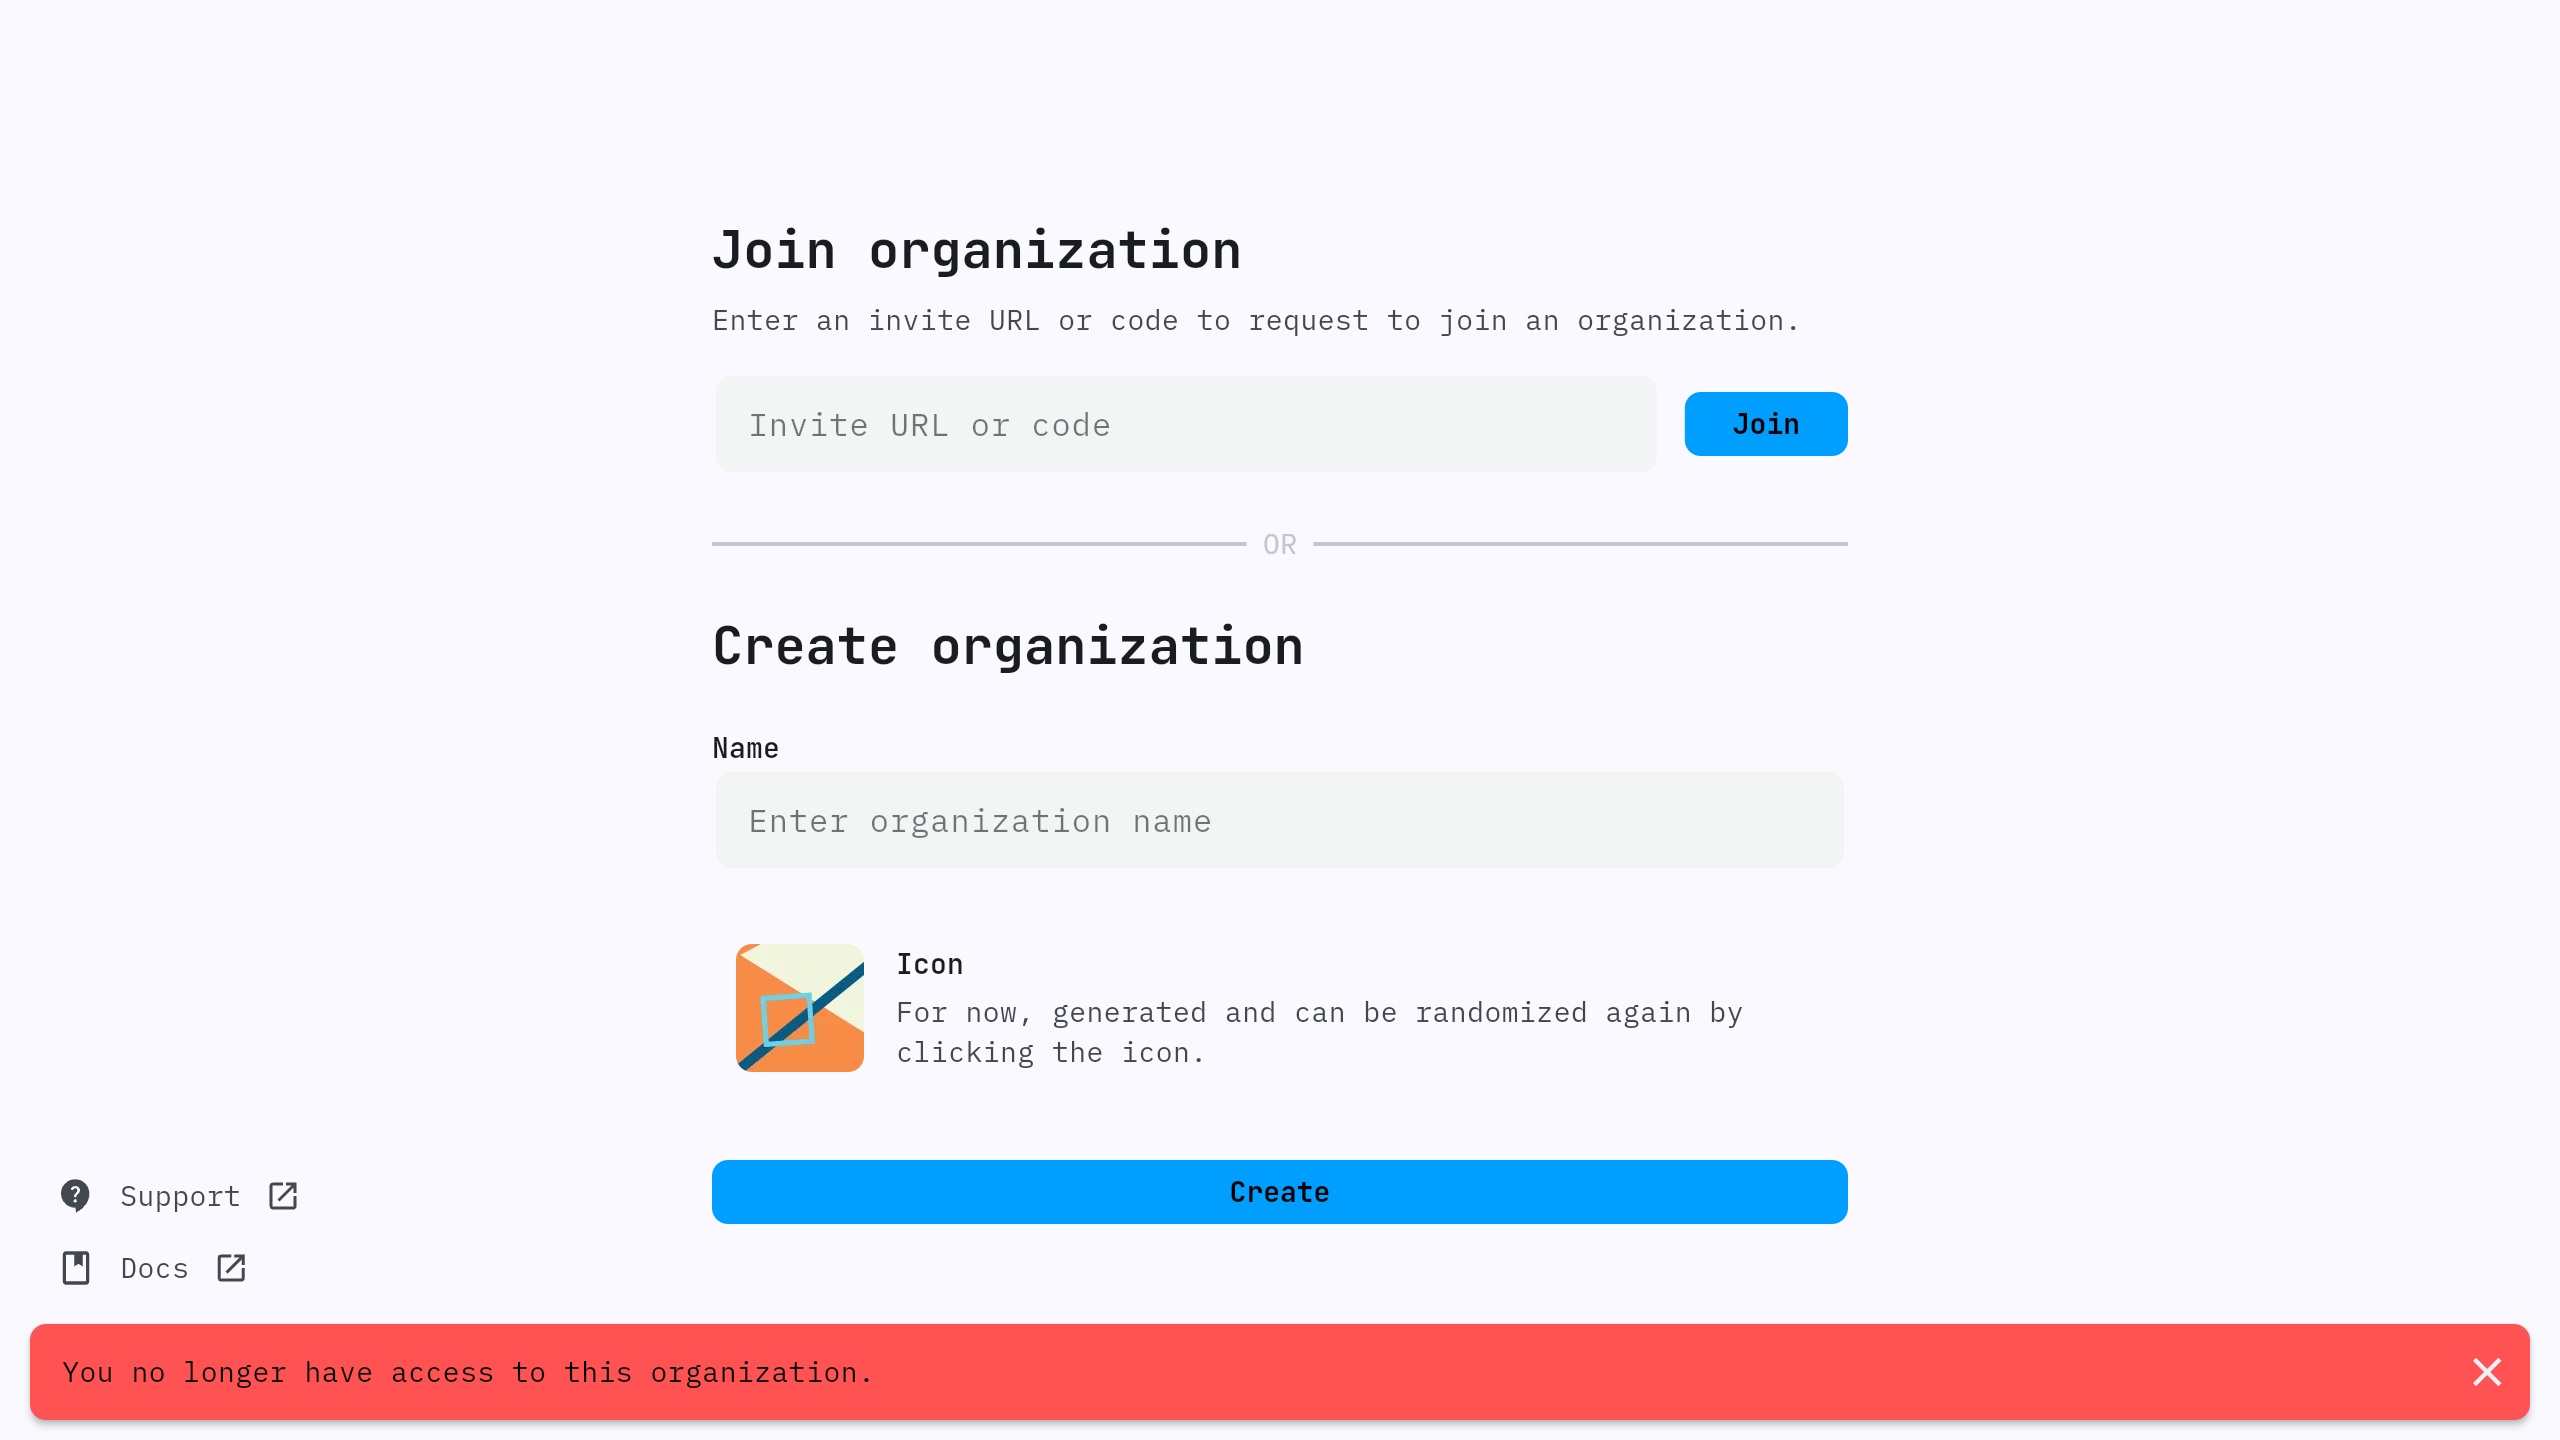 Join organization
Enter an invite URL or code to request to join an organization.
Invite URL or code
Join
OR
Create organization
Name
Enter organization name
Icon
For now, generated and can be randomized again by
clicking the icon.
Create
Support
Docs
You no longer have access to this organization.